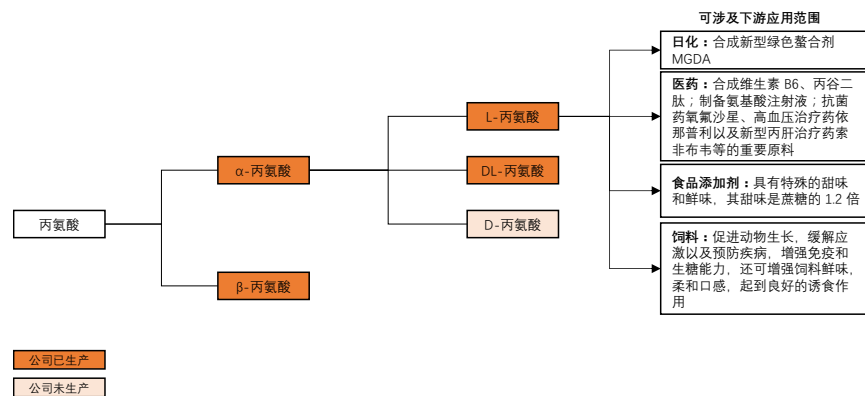 可涉及下游应用范围
日化：合成新型绿色螯合剂
MGDA
医药：合成维生素 B6、丙谷二
肽；制备氨基酸注射液；抗菌
药氧氟沙星、高血压治疗药依
那普利以及新型丙肝治疗药索
非布韦等的重要原料
食品添加剂：具有特殊的甜味
和鲜味，其甜味是蔗糖的 1.2 倍
饲料：促进动物生长，缓解应
激以及预防疾病，增强免疫和
生糖能力，还可增强饲料鲜味，
柔和口感，起到良好的诱食作
用
L-丙氨酸
α-丙氨酸
DL-丙氨酸
丙氨酸
D-丙氨酸
β-丙氨酸
公司已生产
公司未生产